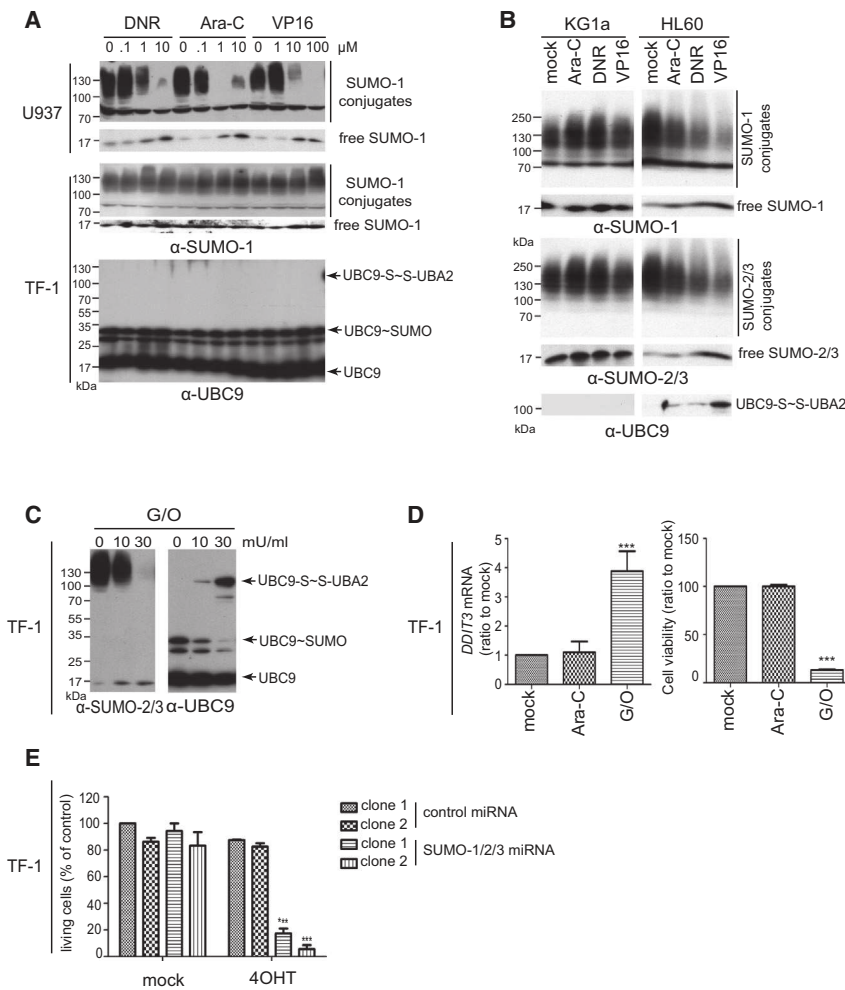 A
DNR Ara-C VP16
0 .1 1 10 0 .1 1 10 0 1 10 100 µM
U937
130
100
70
SUMO-1
conjugates
17
free SUMO-1
TF-1
130
100
70
SUMO-1
conjugates
17
free SUMO-1
α-SUMO-1
130
100
70
55
35
25
17
kDa
UBC9-S~S-UBA2
UBC9~SUMO
UBC9
α-UBC9
B
KG1a HL60
mock Ara-C DNR VP16 mock Ara-C DNR VP16
250
130
100
70
SUMO-1
conjugates
17
free SUMO-1
α-SUMO-1
kDa
250
130
100
70
SUMO-2/3
conjugates
17
free SUMO-2/3
α-SUMO-2/3
100
kDa
UBC9-S~S-UBA2
α-UBC9
C
G/O
0 10 30 0 10 30 mU/ml
TF-1
130
100
70
55
35
25
17
kDa
UBC9-S~S-UBA2
UBC9~SUMO
UBC9
α-SUMO-2/3 α-UBC9
D
TF-1
DDIT3 mRNA
(ratio to mock)
5
4
3
2
1
0
***
mock Ara-C G/O
Cell viability (ratio to mock)
150
100
50
0
***
mock Ara-C G/O
E
TF-1
living cells (% of control)
120
100
80
60
40
20
0
***
***
mock 4OHT
clone 1
clone 2
control miRNA
clone 1
clone 2
SUMO-1/2/3 miRNA